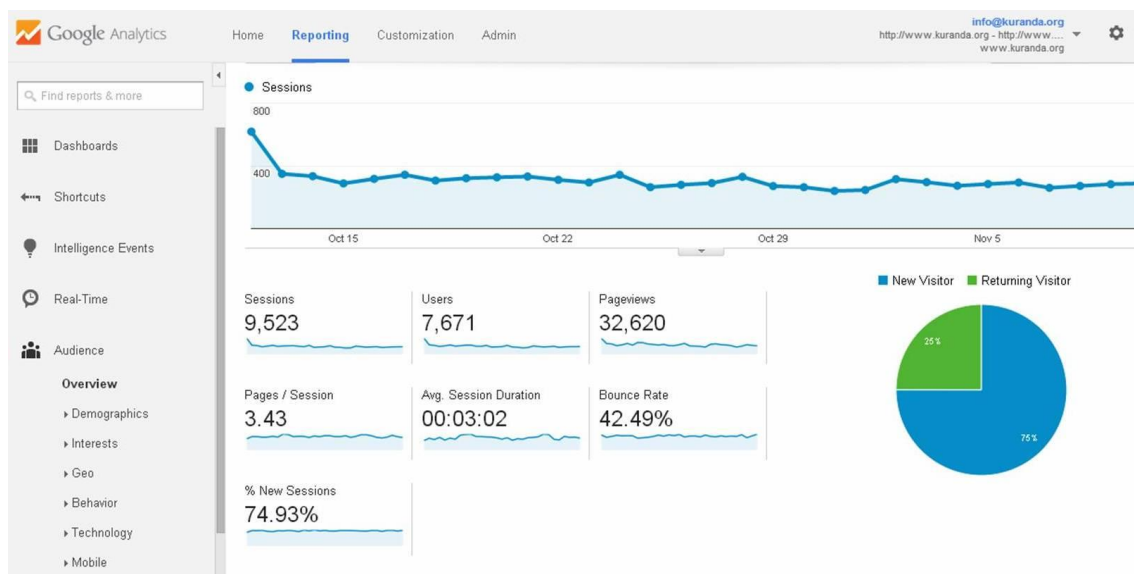 Google Analytics
Home Reporting Customization Admin
info@kuranda.org
http://www.kuranda.org - http://www....
www.kuranda.org
Find reports & more
Dashboards
Shortcuts
Intelligence Events
Real-Time
Audience
Overview
Demographics
Interests
Geo
Behavior
Technology
Mobile
Sessions
800
400
Oct 15 Oct 22 Oct 29 Nov 5
New Visitor Returning Visitor
Sessions Users Pageviews
9,523 7,671 32,620
25%
Pages / Session Avg. Session Duration Bounce Rate
3.43 00:03:02 42.49%
75%
% New Sessions
74.93%